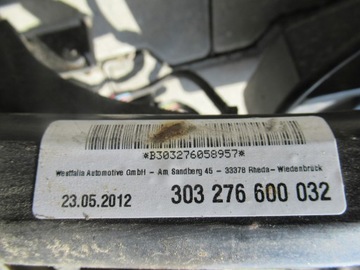 *B303276058957*
Westfalia Automotive GmbH - Am Sandberg 45 - 33378 Rheda-Wiedenbrück
23.05.2012 303 276 600 032